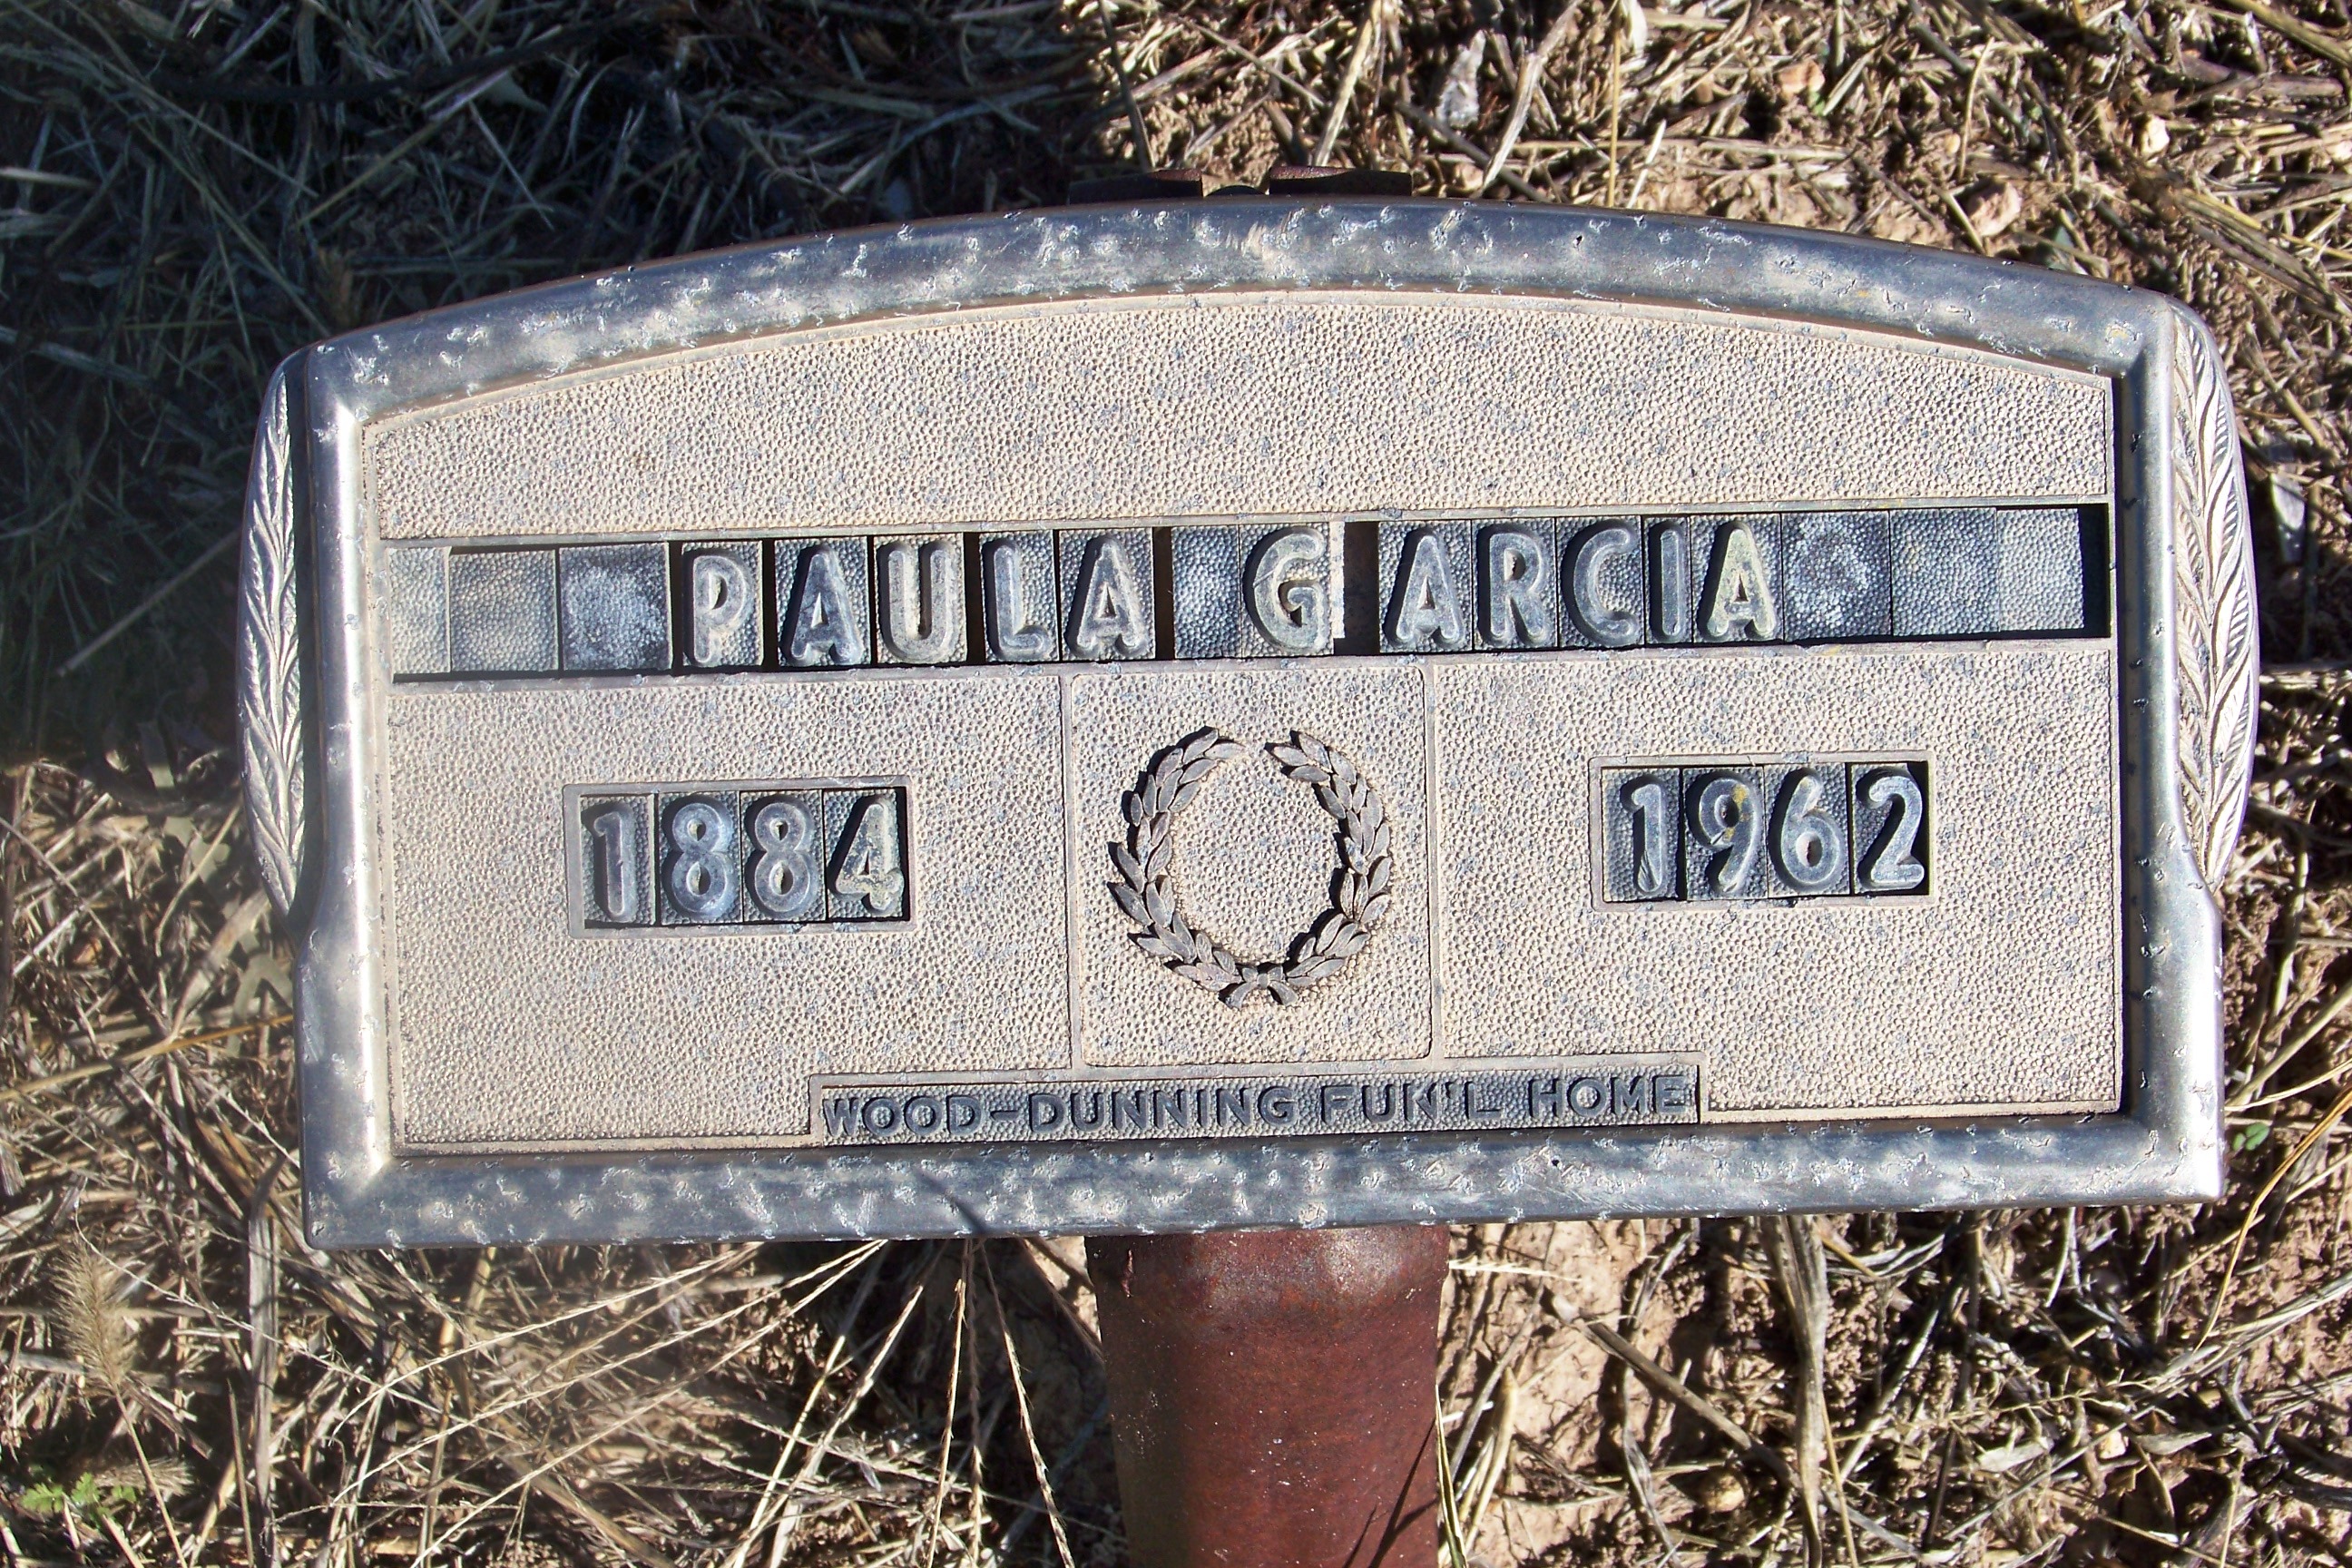 PAULA GARCIA
1884 1962
WOOD-DUNNING FUN'L HOME